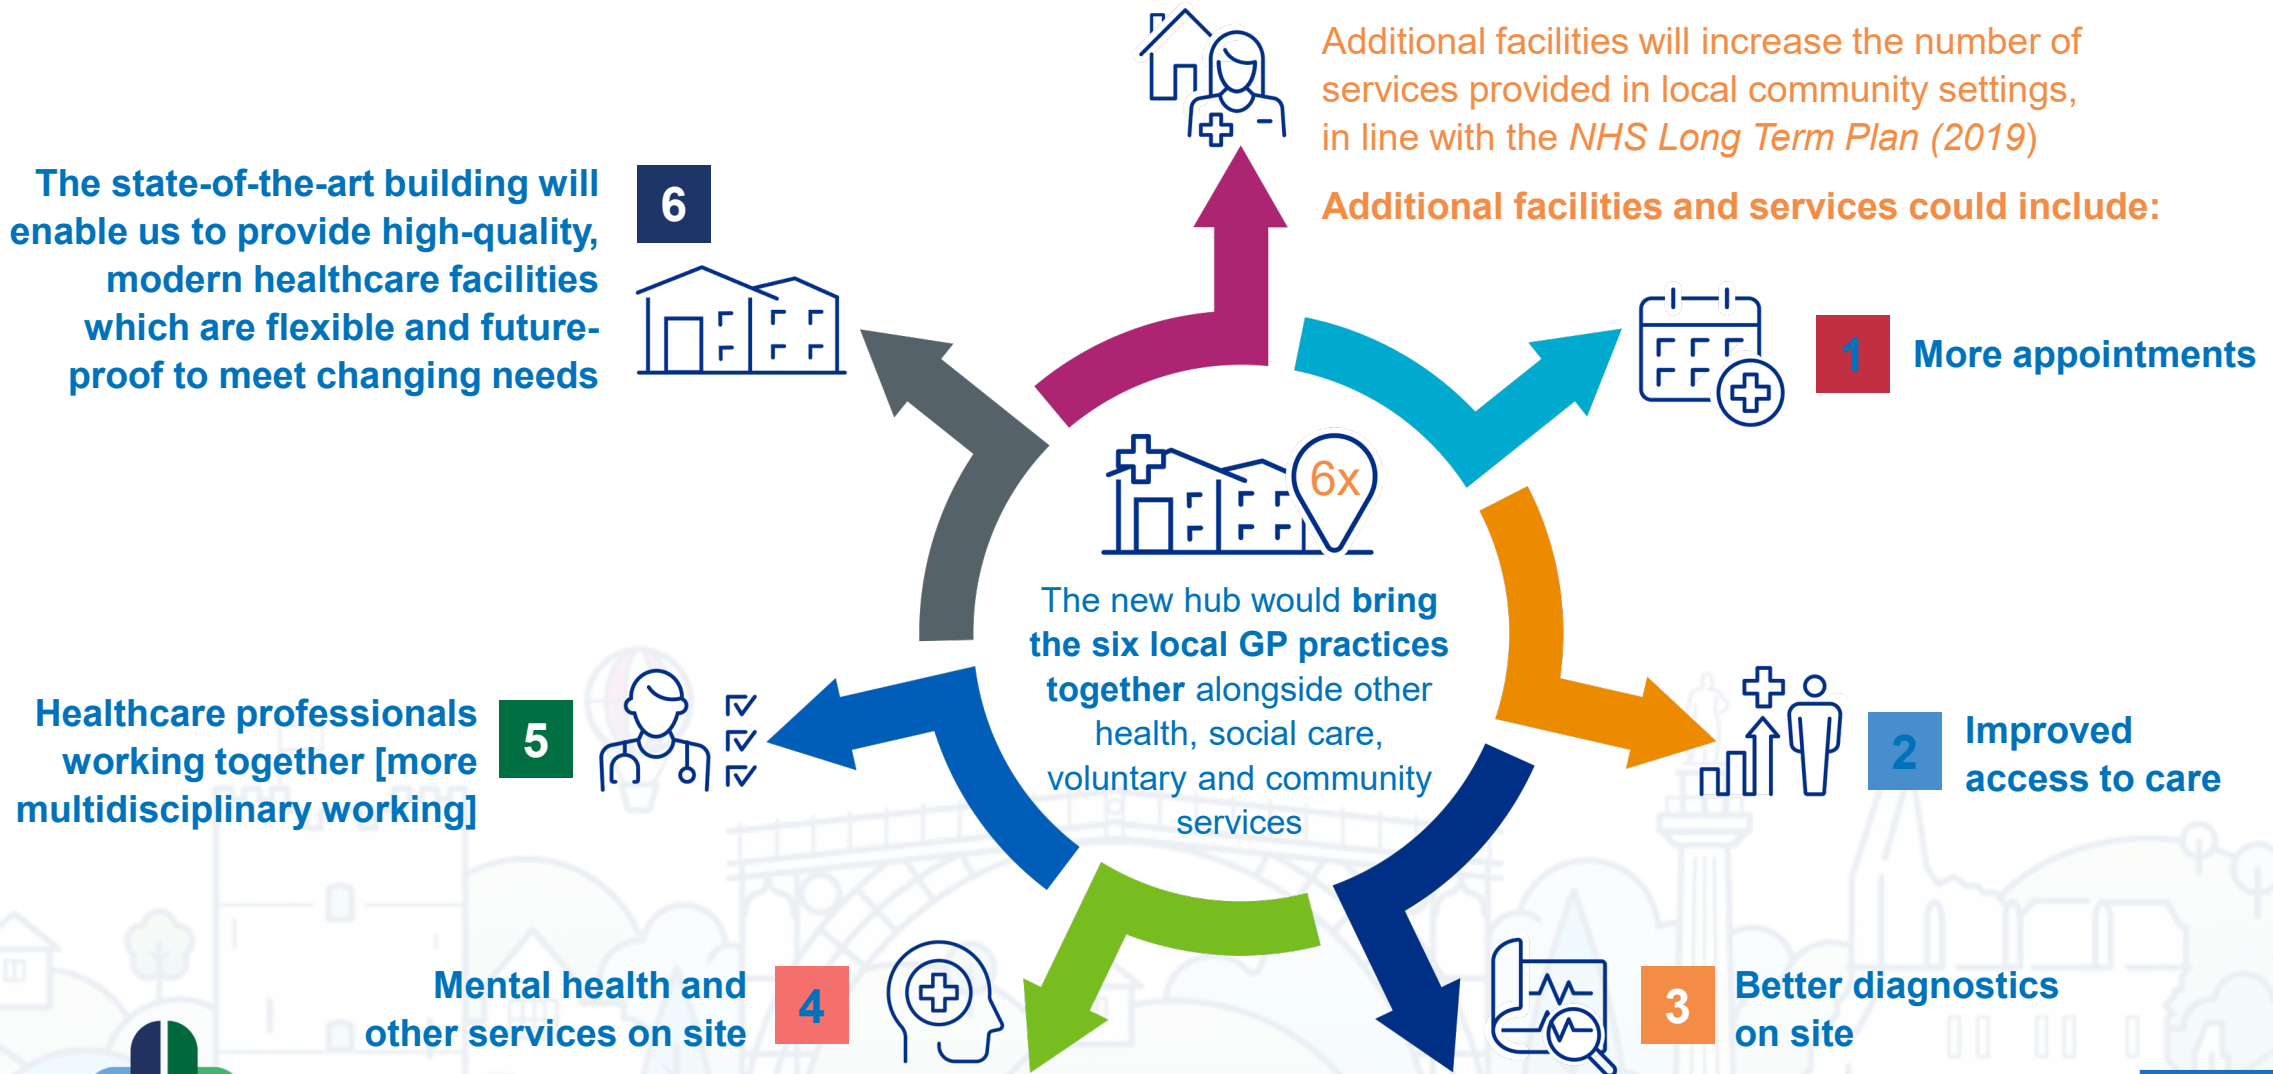 Additional facilities will increase the number of
services provided in local community settings,
in line with the NHS Long Term Plan (2019)
Additional facilities and services could include:
1
More appointments
2
Improved
access to care
3
Better diagnostics
on site
4
Mental health and
other services on site
5
Healthcare professionals
working together [more
multidisciplinary working]
6
The state-of-the-art building will
enable us to provide high-quality,
modern healthcare facilities
which are flexible and future-
proof to meet changing needs
6x
The new hub would bring
the six local GP practices
together alongside other
health, social care,
voluntary and community
services